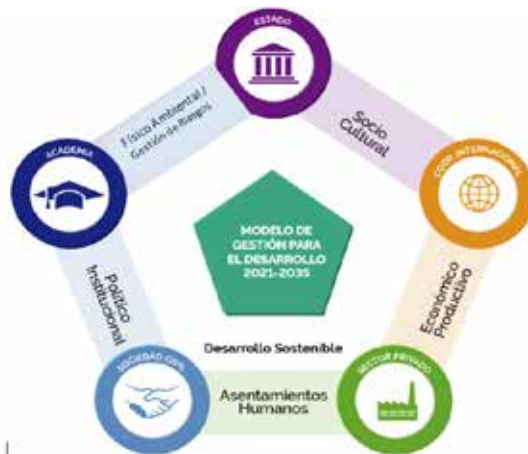 ESTADO
Físico Ambiental /
Gestión de Riesgos
Socio
Cultural
ACADEMIA
COOP. INTERNACIONAL
MODELO DE
GESTIÓN PARA
EL DESARROLLO
2021-2035
Político
Institucional
Económico
Productivo
Desarrollo Sostenible
SOCIEDAD CIVIL
Asentamientos
Humanos
SECTOR PRIVADO